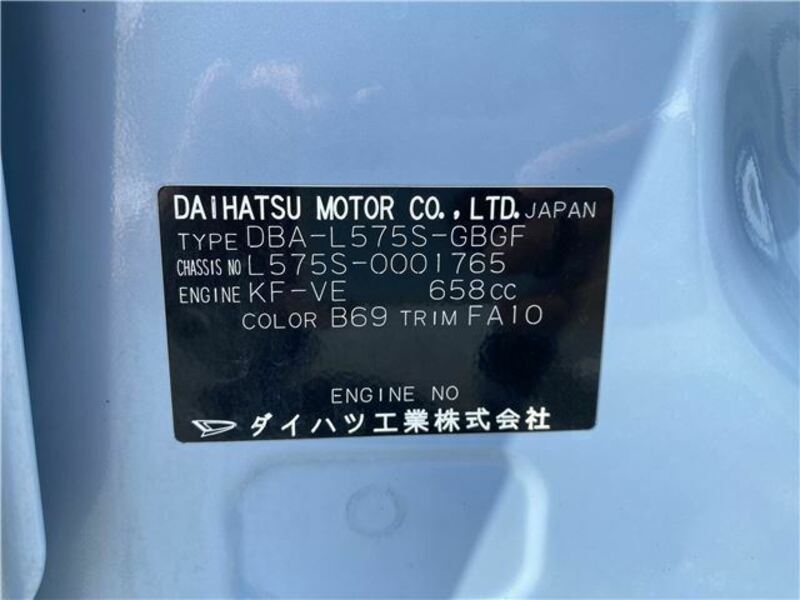 DAIHATSU MOTOR CO., LTD. JAPAN
TYPE DBA-L575S-GBGF
CHASSIS NO L575S-0001765
ENGINE KF-VE 658cc
COLOR B69 TRIM FA10
ENGINE NO
ダイハツ工業株式会社